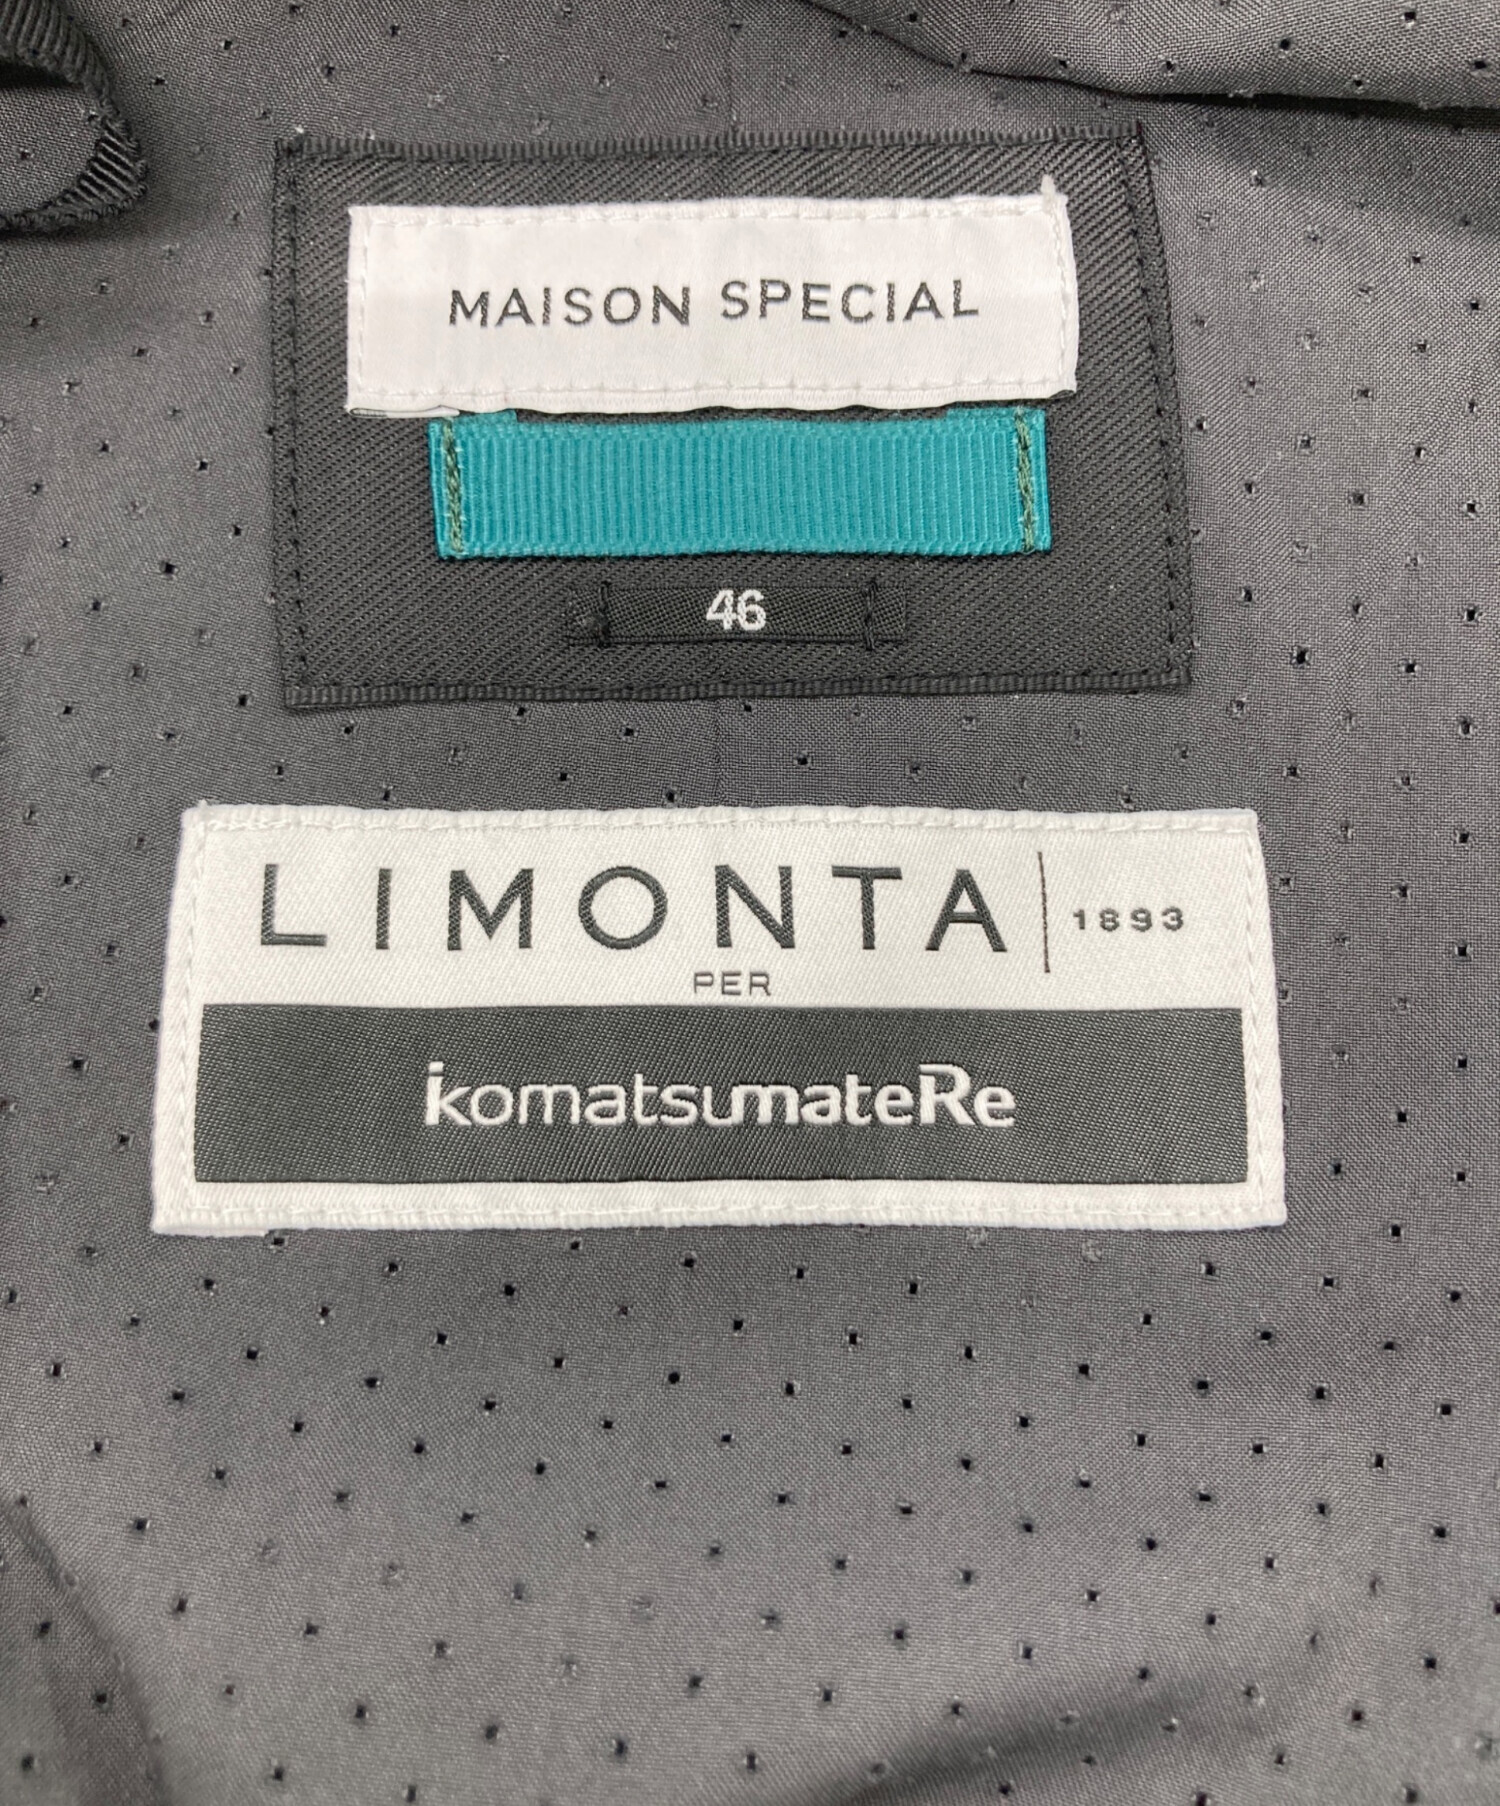 MAISON SPECIAL
46
LIMONTA 1893
PER
komatsumateRe